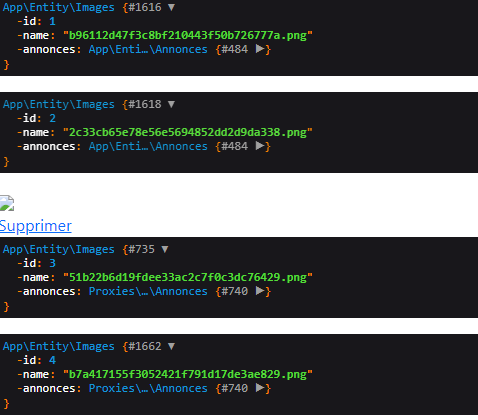 App\Entity\Images {#1616 ▼
  -id: 1
  -name: "b96112d47f3c8bf210443f50b726777a.png"
  -annonces: App\Enti…\Annonces {#484 ▶}
}
App\Entity\Images {#1618 ▼
  -id: 2
  -name: "2c33cb65e78e56e5694852dd2d9da338.png"
  -annonces: App\Enti…\Annonces {#484 ▶}
}
Supprimer
App\Entity\Images {#735 ▼
  -id: 3
  -name: "51b22b6d19fdee33ac2c7f0c3dc76429.png"
  -annonces: Proxies\…\Annonces {#740 ▶}
}
App\Entity\Images {#1662 ▼
  -id: 4
  -name: "b7a417155f3052421f791d17de3ae829.png"
  -annonces: Proxies\…\Annonces {#740 ▶}
}